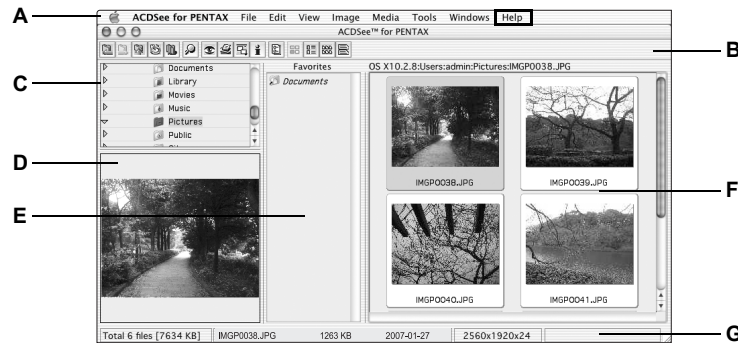 A ACDSee for PENTAX File Edit View Image Media Tools Windows Help
ACDSee™ for PENTAX
B
C
Documents
Library
Movies
Music
Pictures
Public
Favorites
Documents
OS X10.2.8:Users:admin:Pictures:IMGP0038.JPG
IMGP0038.JPG
IMGP0039.JPG
D
E
F
IMGP0040.JPG
IMGP0041.JPG
Total 6 files [7634 KB] IMGP0038.JPG 1263 KB 2007-01-27 2560x1920x24
G